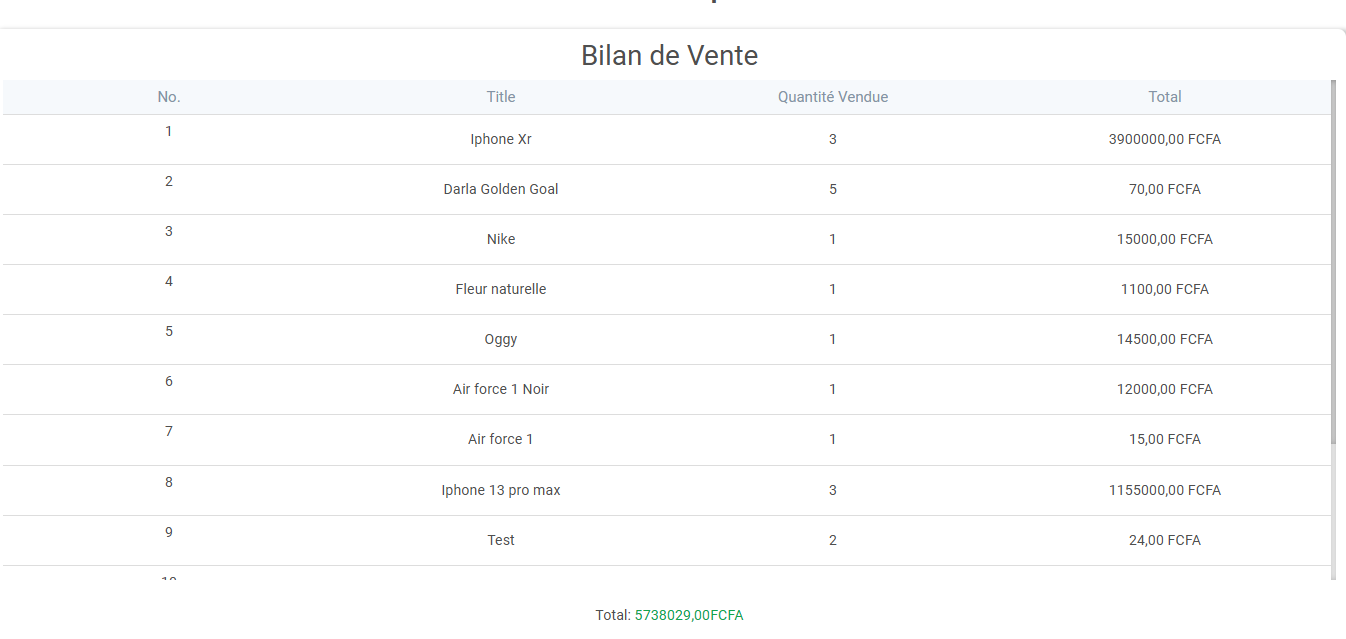 Bilan de Vente
No. Title Quantité Vendue Total
1 Iphone Xr 3 3900000,00 FCFA
2 Darla Golden Goal 5 70,00 FCFA
3 Nike 1 15000,00 FCFA
4 Fleur naturelle 1 1100,00 FCFA
5 Oggy 1 14500,00 FCFA
6 Air force 1 Noir 1 12000,00 FCFA
7 Air force 1 1 15,00 FCFA
8 Iphone 13 pro max 3 1155000,00 FCFA
9 Test 2 24,00 FCFA
Total: 5738029,00FCFA